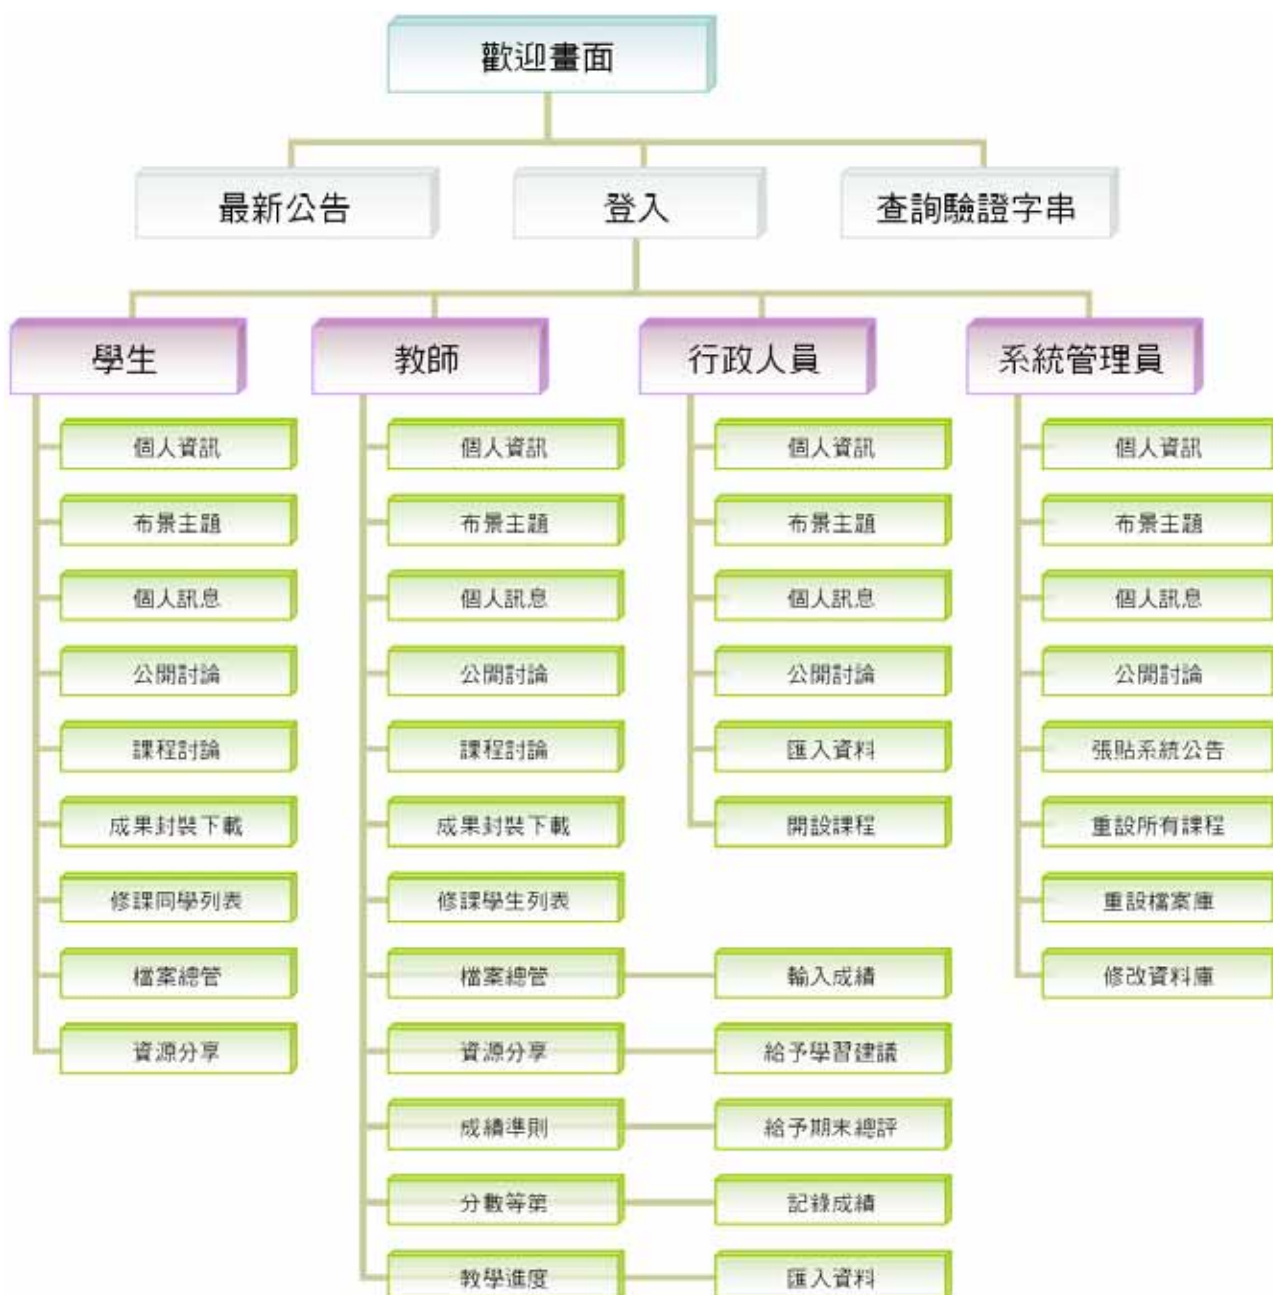 歡迎畫面
最新公告
登入
查詢驗證字串
學生
教師
行政人員
系統管理員
個人資訊
個人資訊
個人資訊
個人資訊
布景主題
布景主題
布景主題
布景主題
個人訊息
個人訊息
個人訊息
個人訊息
公開討論
公開討論
公開討論
公開討論
課程討論
課程討論
匯入資料
張貼系統公告
成果封裝下載
成果封裝下載
開設課程
重設所有課程
修課同學列表
修課學生列表
重設檔案庫
檔案總管
檔案總管
輸入成績
修改資料庫
資源分享
資源分享
給予學習建議
成績準則
給予期末總評
分數等第
記錄成績
教學進度
匯入資料